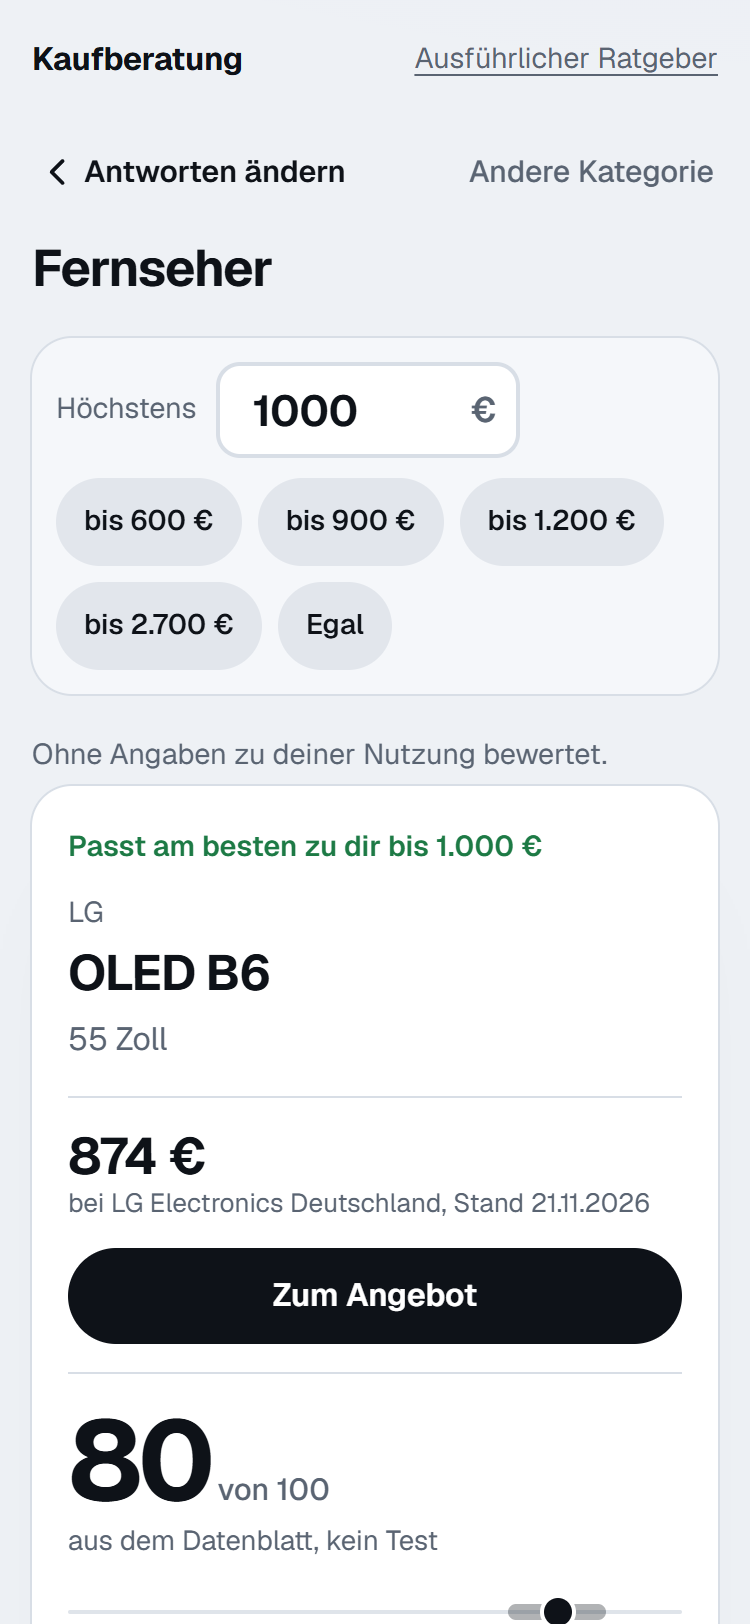 Kaufberatung
Ausführlicher Ratgeber
Antworten ändern
Andere Kategorie
Fernseher
Höchstens 1000 €
bis 600 € bis 900 € bis 1.200 €
bis 2.700 € Egal
Ohne Angaben zu deiner Nutzung bewertet.
Passt am besten zu dir bis 1.000 €
LG
OLED B6
55 Zoll
874 €
bei LG Electronics Deutschland, Stand 21.11.2026
Zum Angebot
80 von 100
aus dem Datenblatt, kein Test